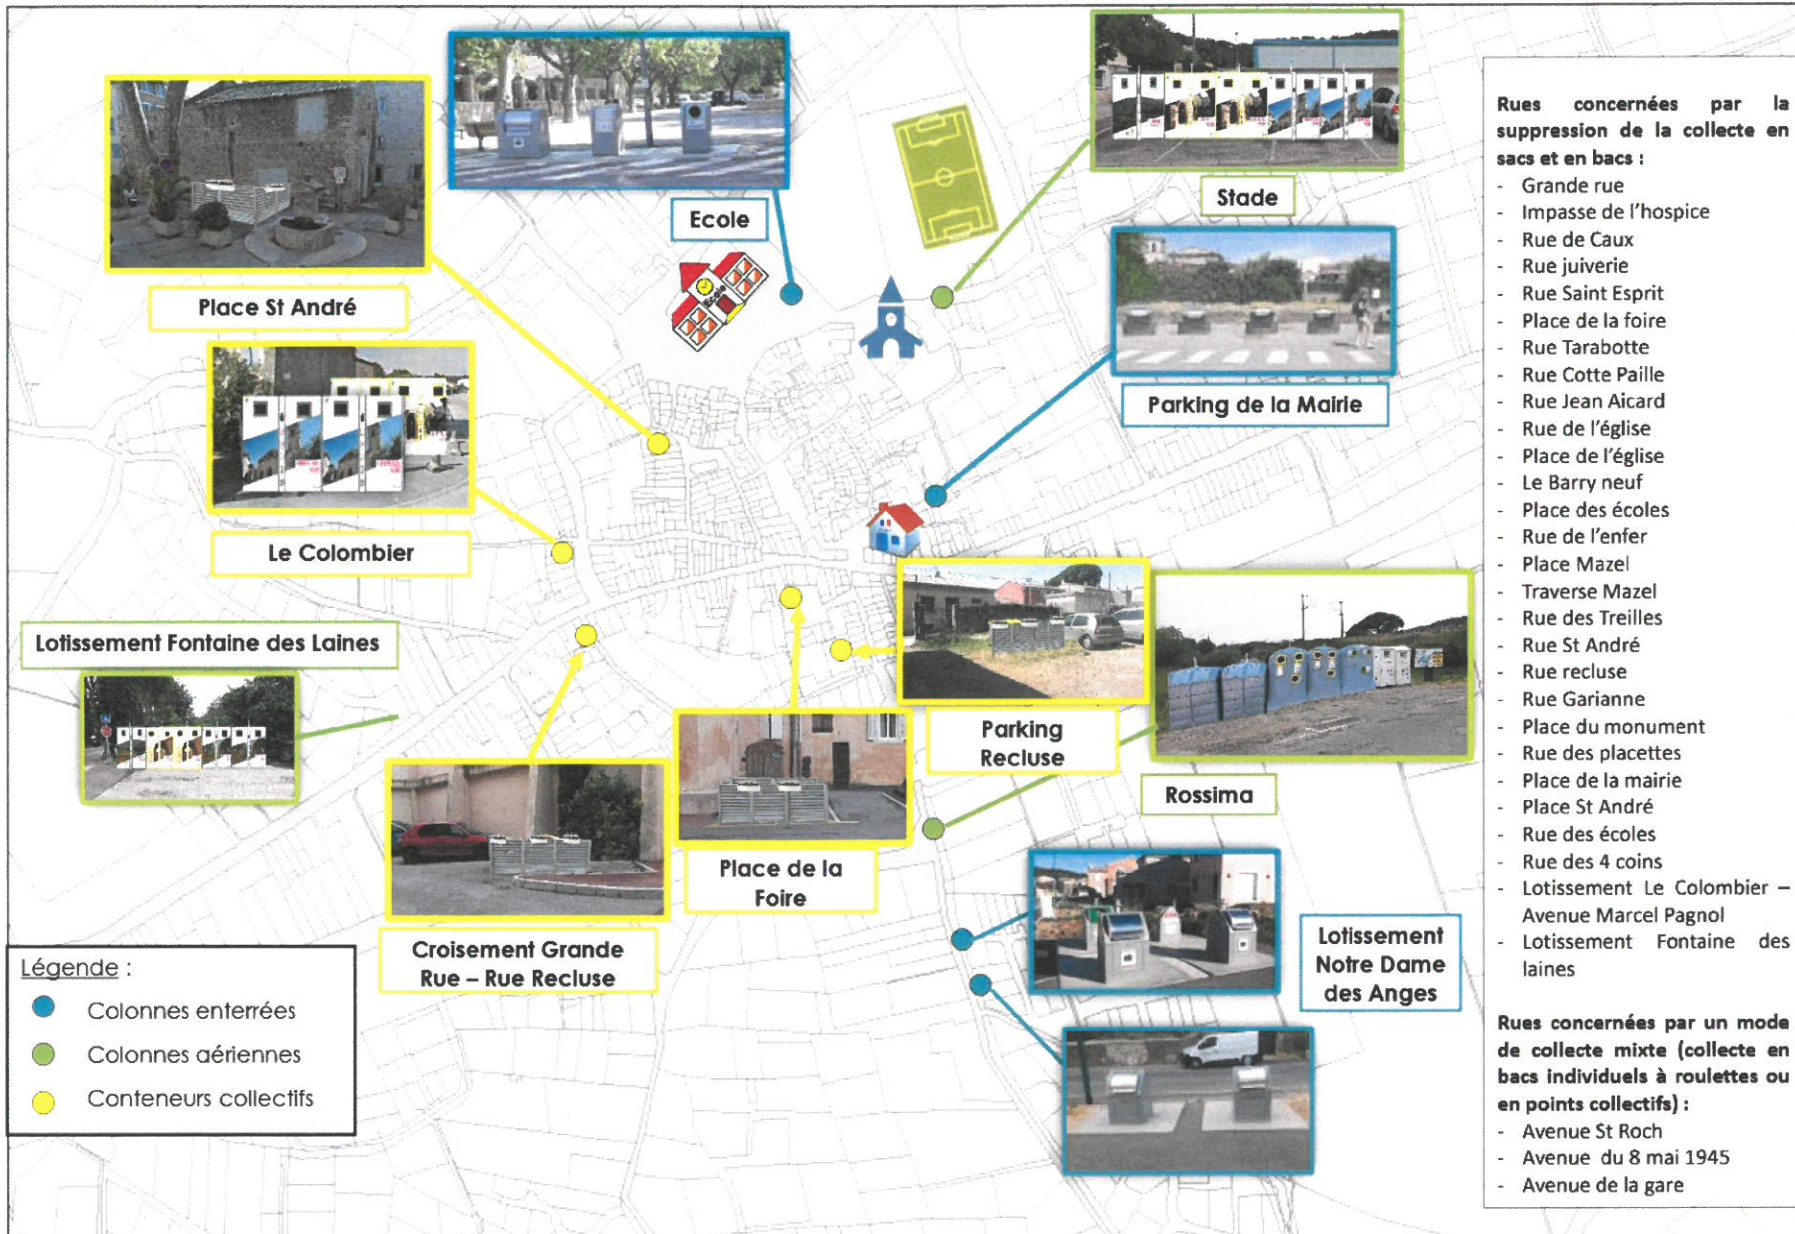 Ecole
Ecole
Stade
Place St André
Parking de la Mairie
Le Colombier
Lotissement Fontaine des Laines
Parking
Recluse
Rossima
Place de la
Foire
Croisement Grande
Rue – Rue Recluse
Lotissement
Notre Dame
des Anges
Légende :
Colonnes enterrées
Colonnes aériennes
Conteneurs collectifs
Rues concernées par la
suppression de la collecte en
sacs et en bacs :
- Grande rue
- Impasse de l'hospice
- Rue de Caux
- Rue juiverie
- Rue Saint Esprit
- Place de la foire
- Rue Tarabotte
- Rue Cotte Paille
- Rue Jean Aicard
- Rue de l'église
- Place de l'église
- Le Barry neuf
- Place des écoles
- Rue de l'enfer
- Place Mazel
- Traverse Mazel
- Rue des Treilles
- Rue St André
- Rue recluse
- Rue Garianne
- Place du monument
- Rue des placettes
- Place de la mairie
- Place St André
- Rue des écoles
- Rue des 4 coins
- Lotissement Le Colombier –
Avenue Marcel Pagnol
- Lotissement Fontaine des
laines
Rues concernées par un mode
de collecte mixte (collecte en
bacs individuels à roulettes ou
en points collectifs) :
- Avenue St Roch
- Avenue du 8 mai 1945
- Avenue de la gare